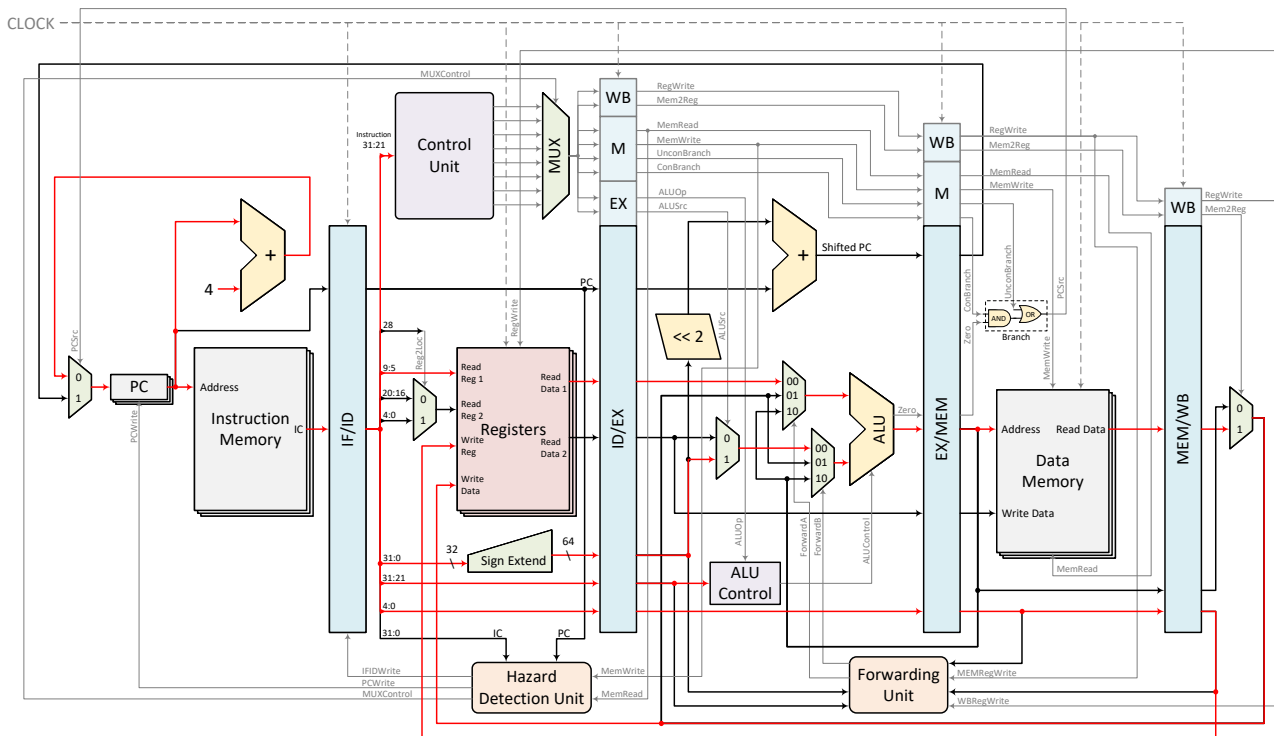 CLOCK
MUXControl
Instruction
31:21
Control
Unit
MUX
WB
M
EX
RegWrite
Mem2Reg
MemRead
MemWrite
UnconBranch
ConBranch
ALUOp
ALUSrc
WB
M
RegWrite
Mem2Reg
MemRead
MemWrite
WB
RegWrite
Mem2Reg
+
4
+
Shifted PC
PC
ConBranch
UnconBranch
PCSrc
AND
OR
Branch
Zero
PCSrc
0
1
PC
PCWrite
Address
Instruction
Memory
IC
IF/ID
28
Reg2Loc
RegWrite
9:5
20:16
4:0
0
1
Read
Reg 1
Read
Reg 2
Write
Reg
Write
Data
Registers
Read
Data 1
Read
Data 2
ID/EX
<< 2
ALUSrc
0
1
00
01
10
00
01
10
ALU
Zero
EX/MEM
MemWrite
Address
Read Data
Data
Memory
Write Data
MemRead
MEM/WB
0
1
31:0
32
Sign Extend
64
31:21
4:0
31:0
IC
PC
ALUOp
ALU
Control
ForwardA
ForwardB
ALUControl
IFIDWrite
PCWrite
MUXControl
Hazard
Detection Unit
MemWrite
MemRead
Forwarding
Unit
MEMRegWrite
WBRegWrite